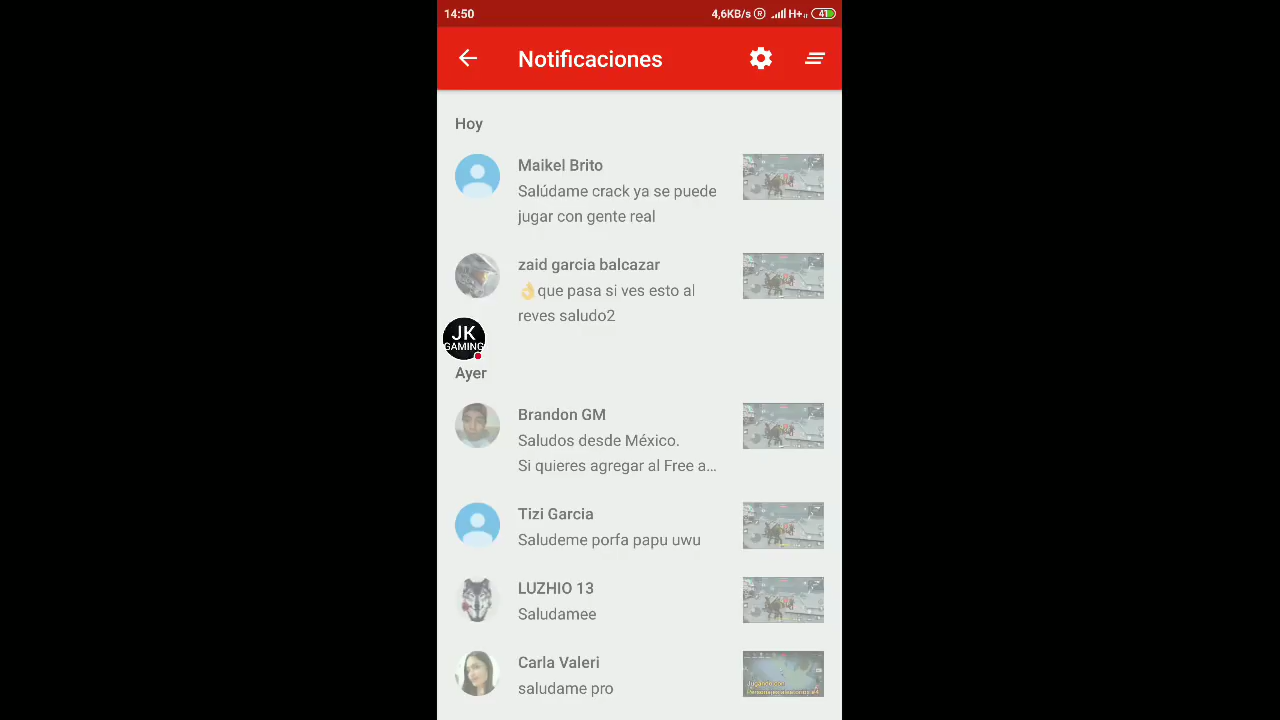 14:50
4,6KB/s R H+ 41
Notificaciones
Hoy
Maikel Brito
Salúdame crack ya se puede
jugar con gente real
zaid garcia balcazar
👌que pasa si ves esto al
reves saludo2
JK
GAMING
Ayer
Brandon GM
Saludos desde México.
Si quieres agregar al Free a...
Tizi Garcia
Saludeme porfa papu uwu
LUZHIO 13
Saludamee
Carla Valeri
saludame pro
Jugando con